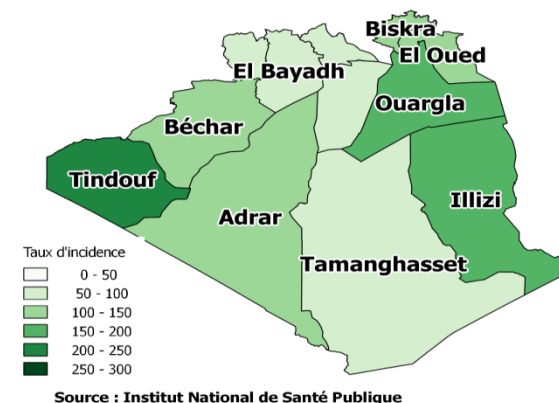 Biskra
El Oued
El Bayadh
Ouargla
Béchar
Tindouf
Illizi
Adrar
Tamanghasset
Taux d'incidence
0 - 50
50 - 100
100 - 150
150 - 200
200 - 250
250 - 300
Source : Institut National de Santé Publique